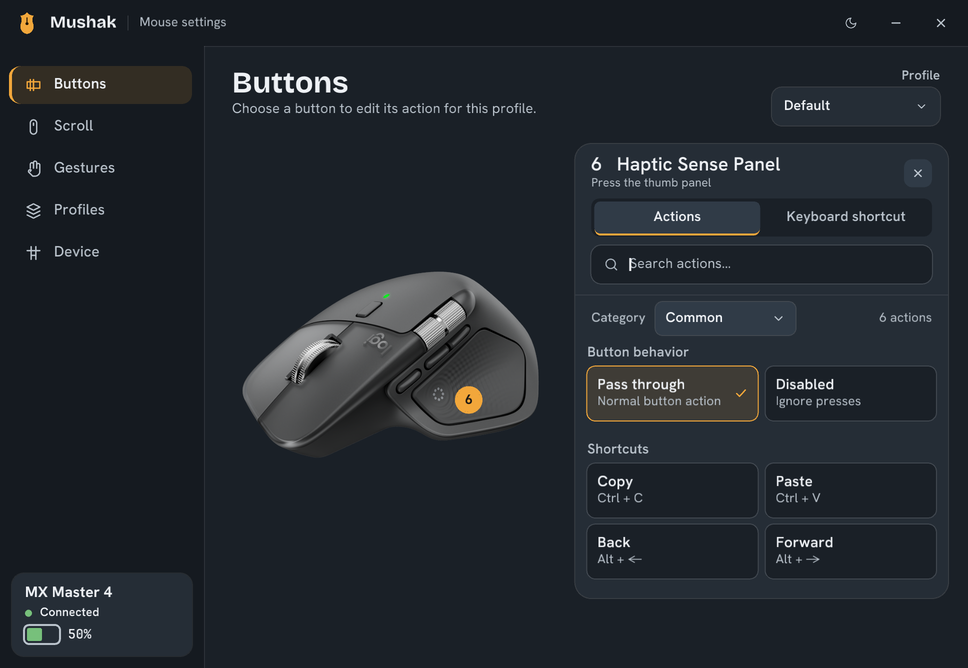 Mushak
Mouse settings
Buttons
Scroll
Gestures
Profiles
Device
MX Master 4
Connected
50%
Buttons
Choose a button to edit its action for this profile.
Profile
Default
logi
6
6 Haptic Sense Panel
Press the thumb panel
Actions
Keyboard shortcut
Search actions...
Category
Common
6 actions
Button behavior
Pass through
Normal button action
Disabled
Ignore presses
Shortcuts
Copy
Ctrl + C
Paste
Ctrl + V
Back
Alt + ←
Forward
Alt + →